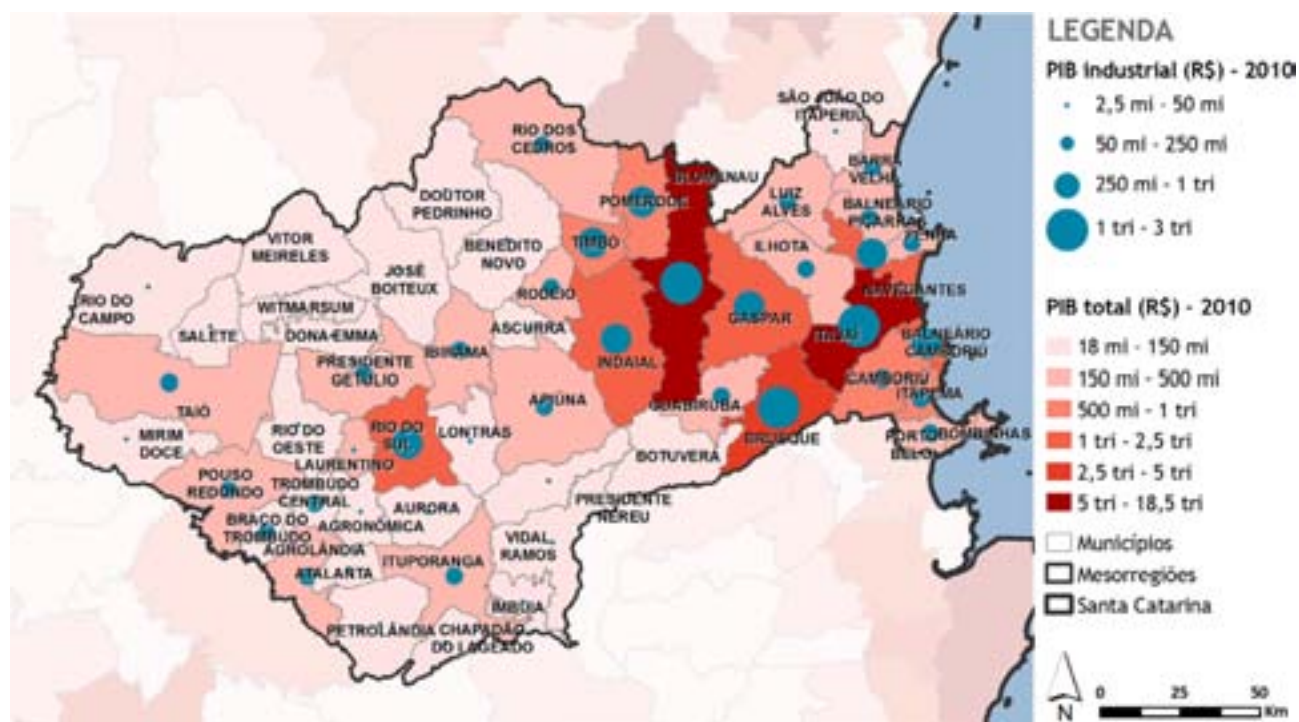 SÃO JOÃO DO
ITAPERIÚ
RIO DOS
CEDROS
BARRA
VELHA
BLUMENAU
DOUTOR
PEDRINHO
POMERODE
LUIZ
ALVES
BALNEÁRIO
PIÇARRAS
PENHA
VITOR
MEIRELES
BENEDITO
NOVO
TIMBÓ
ILHOTA
JOSÉ
BOITEUX
RIO DO
CAMPO
WITMARSUM
RODEIO
NAVEGANTES
SALETE
DONA EMMA
ASCURRA
GASPAR
ITAJAÍ
BALNEÁRIO
CAMBORIÚ
IBIRAMA
INDAIAL
PRESIDENTE
GETÚLIO
CAMBORIÚ
ITAPEMA
TAIÓ
APIÚNA
GUABIRUBA
MIRIM
DOCE
RIO DO
OESTE
RIO DO
SUL
LONTRAS
BRUSQUE
PORTO
BELO
BOMBINHAS
LAURENTINO
BOTUVERÁ
POUSO
REDONDO
TROMBUDO
CENTRAL
AURORA
PRESIDENTE
NEREU
BRAÇO DO
TROMBUDO
AGRONÔMICA
AGROLÂNDIA
ITUPORANGA
VIDAL
RAMOS
ATALANTA
IMBUIA
PETROLÂNDIA
CHAPADÃO
DO LAGEADO
LEGENDA
PIB industrial (R$) - 2010
2,5 mi - 50 mi
50 mi - 250 mi
250 mi - 1 tri
1 tri - 3 tri
PIB total (R$) - 2010
18 mi - 150 mi
150 mi - 500 mi
500 mi - 1 tri
1 tri - 2,5 tri
2,5 tri - 5 tri
5 tri - 18,5 tri
Municípios
Mesorregiões
Santa Catarina
N
0 25 50
Km